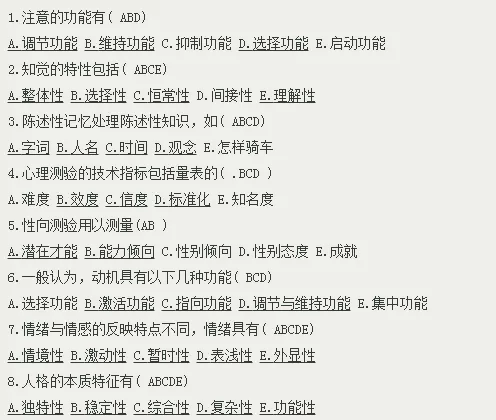 1.注意的功能有( ABD)
A.调节功能 B.维持功能 C.抑制功能 D.选择功能 E.启动功能
2.知觉的特性包括( ABCE)
A.整体性 B.选择性 C.恒常性 D.间接性 E.理解性
3.陈述性记忆处理陈述性知识，如( ABCD)
A.字词 B.人名 C.时间 D.观念 E.怎样骑车
4.心理测验的技术指标包括量表的( .BCD )
A.难度 B.效度 C.信度 D.标准化 E.知名度
5.性向测验用以测量(AB )
A.潜在才能 B.能力倾向 C.性别倾向 D.性别态度 E.成就
6.一般认为，动机具有以下几种功能( BCD)
A.选择功能 B.激活功能 C.指向功能 D.调节与维持功能 E.集中功能
7.情绪与情感的反映特点不同，情绪具有( ABCDE)
A.情境性 B.激动性 C.暂时性 D.表浅性 E.外显性
8.人格的本质特征有( ABCDE)
A.独特性 B.稳定性 C.综合性 D.复杂性 E.功能性